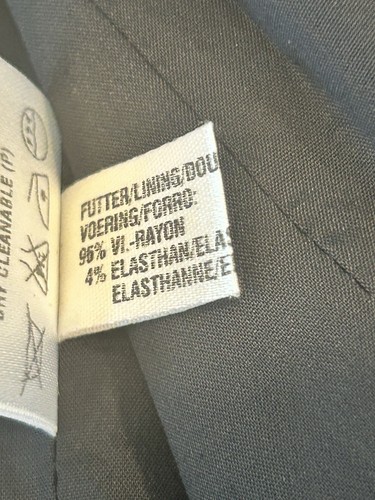 FUTTER/LINING/DOU
VOERING/FORRO:
96% VI.-RAYON
4% ELASTHAN/ELAS
ELASTHANNE/E
DRY CLEANABLE (P)